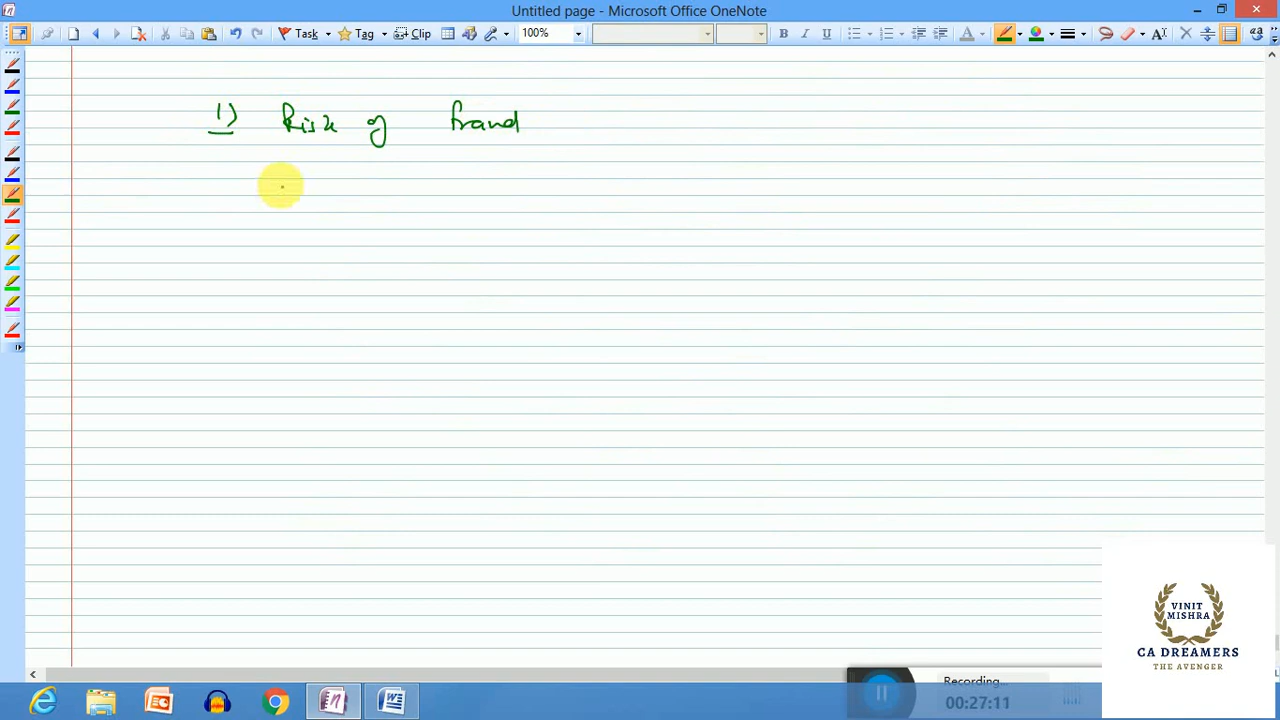 Untitled page - Microsoft Office OneNote
Task Tag Clip 100% B I U
1) Risk of fraud
VINIT
MISHRA
CA DREAMERS
THE AVENGER
Recording...
00:27:11